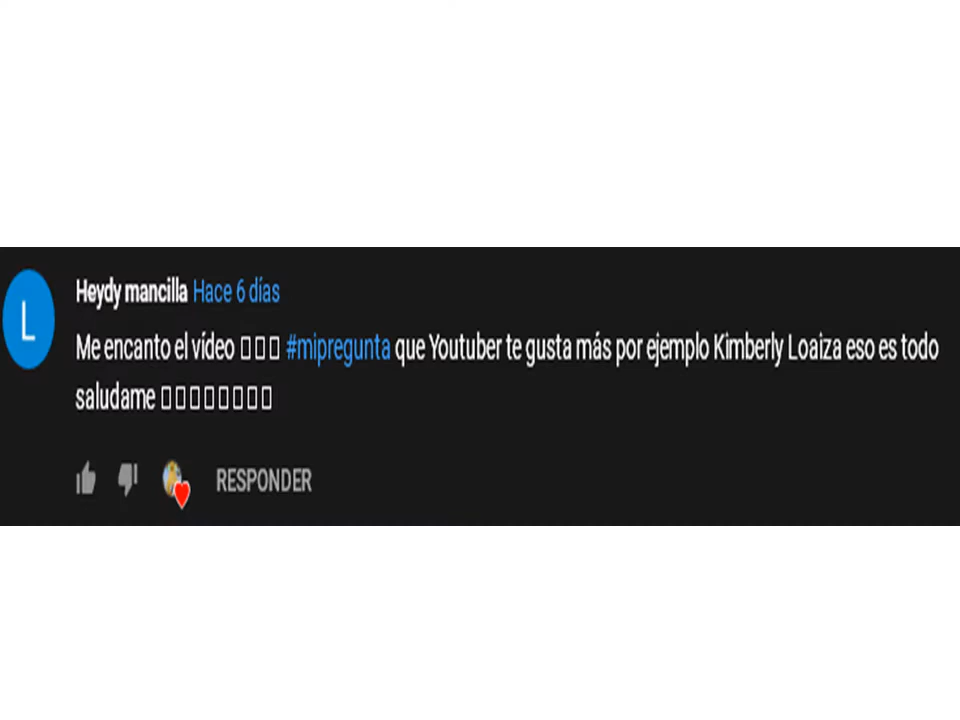 L
Heydy mancilla Hace 6 días
Me encanto el vídeo ▯▯▯ #mipregunta que Youtuber te gusta más por ejemplo Kimberly Loaiza eso es todo
saludame ▯▯▯▯▯▯▯▯
RESPONDER